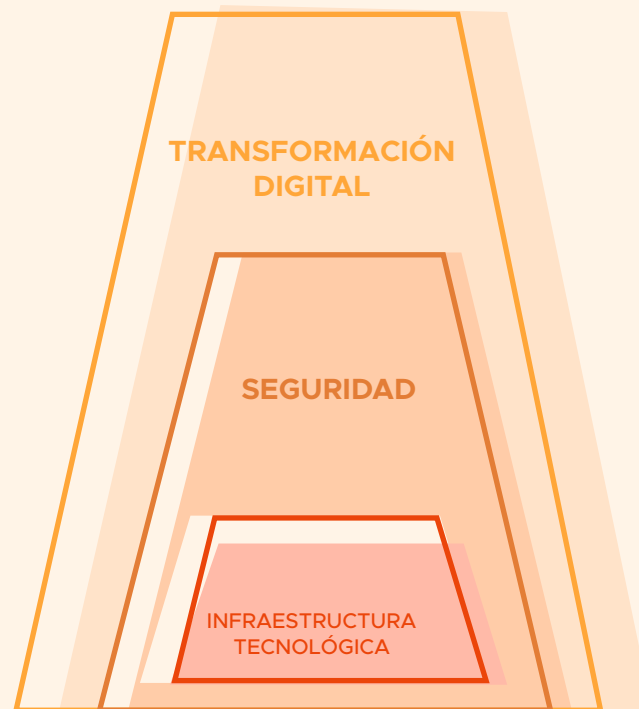 TRANSFORMACIÓN
DIGITAL
SEGURIDAD
INFRAESTRUCTURA
TECNOLÓGICA